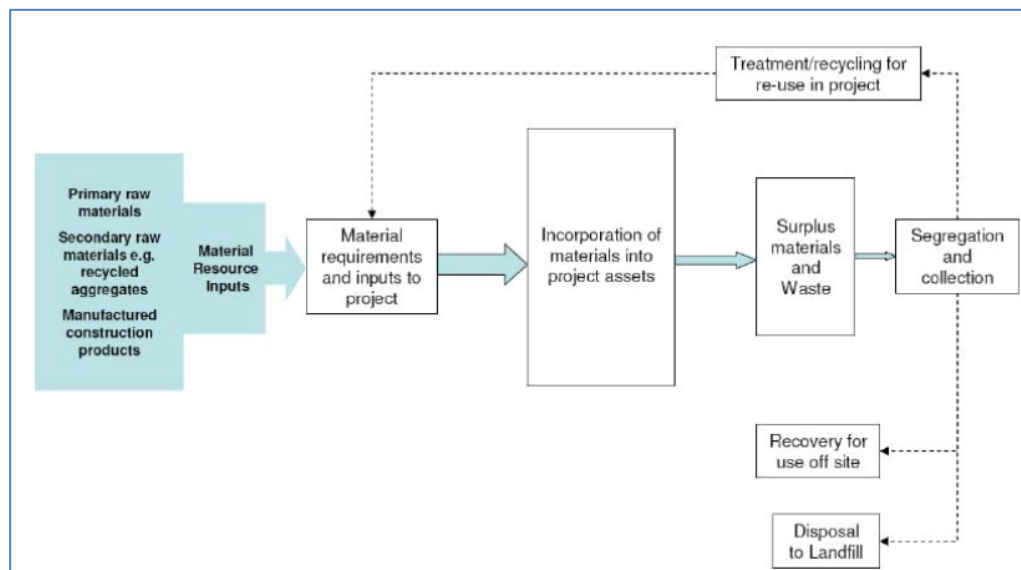 Treatment/recycling for
re-use in project
Primary raw
materials
Secondary raw
materials e.g.
recycled
aggregates
Manufactured
construction
products
Material
Resource
Inputs
Material
requirements
and inputs to
project
Incorporation of
materials into
project assets
Surplus
materials
and
Waste
Segregation
and
collection
Recovery for
use off site
Disposal
to Landfill